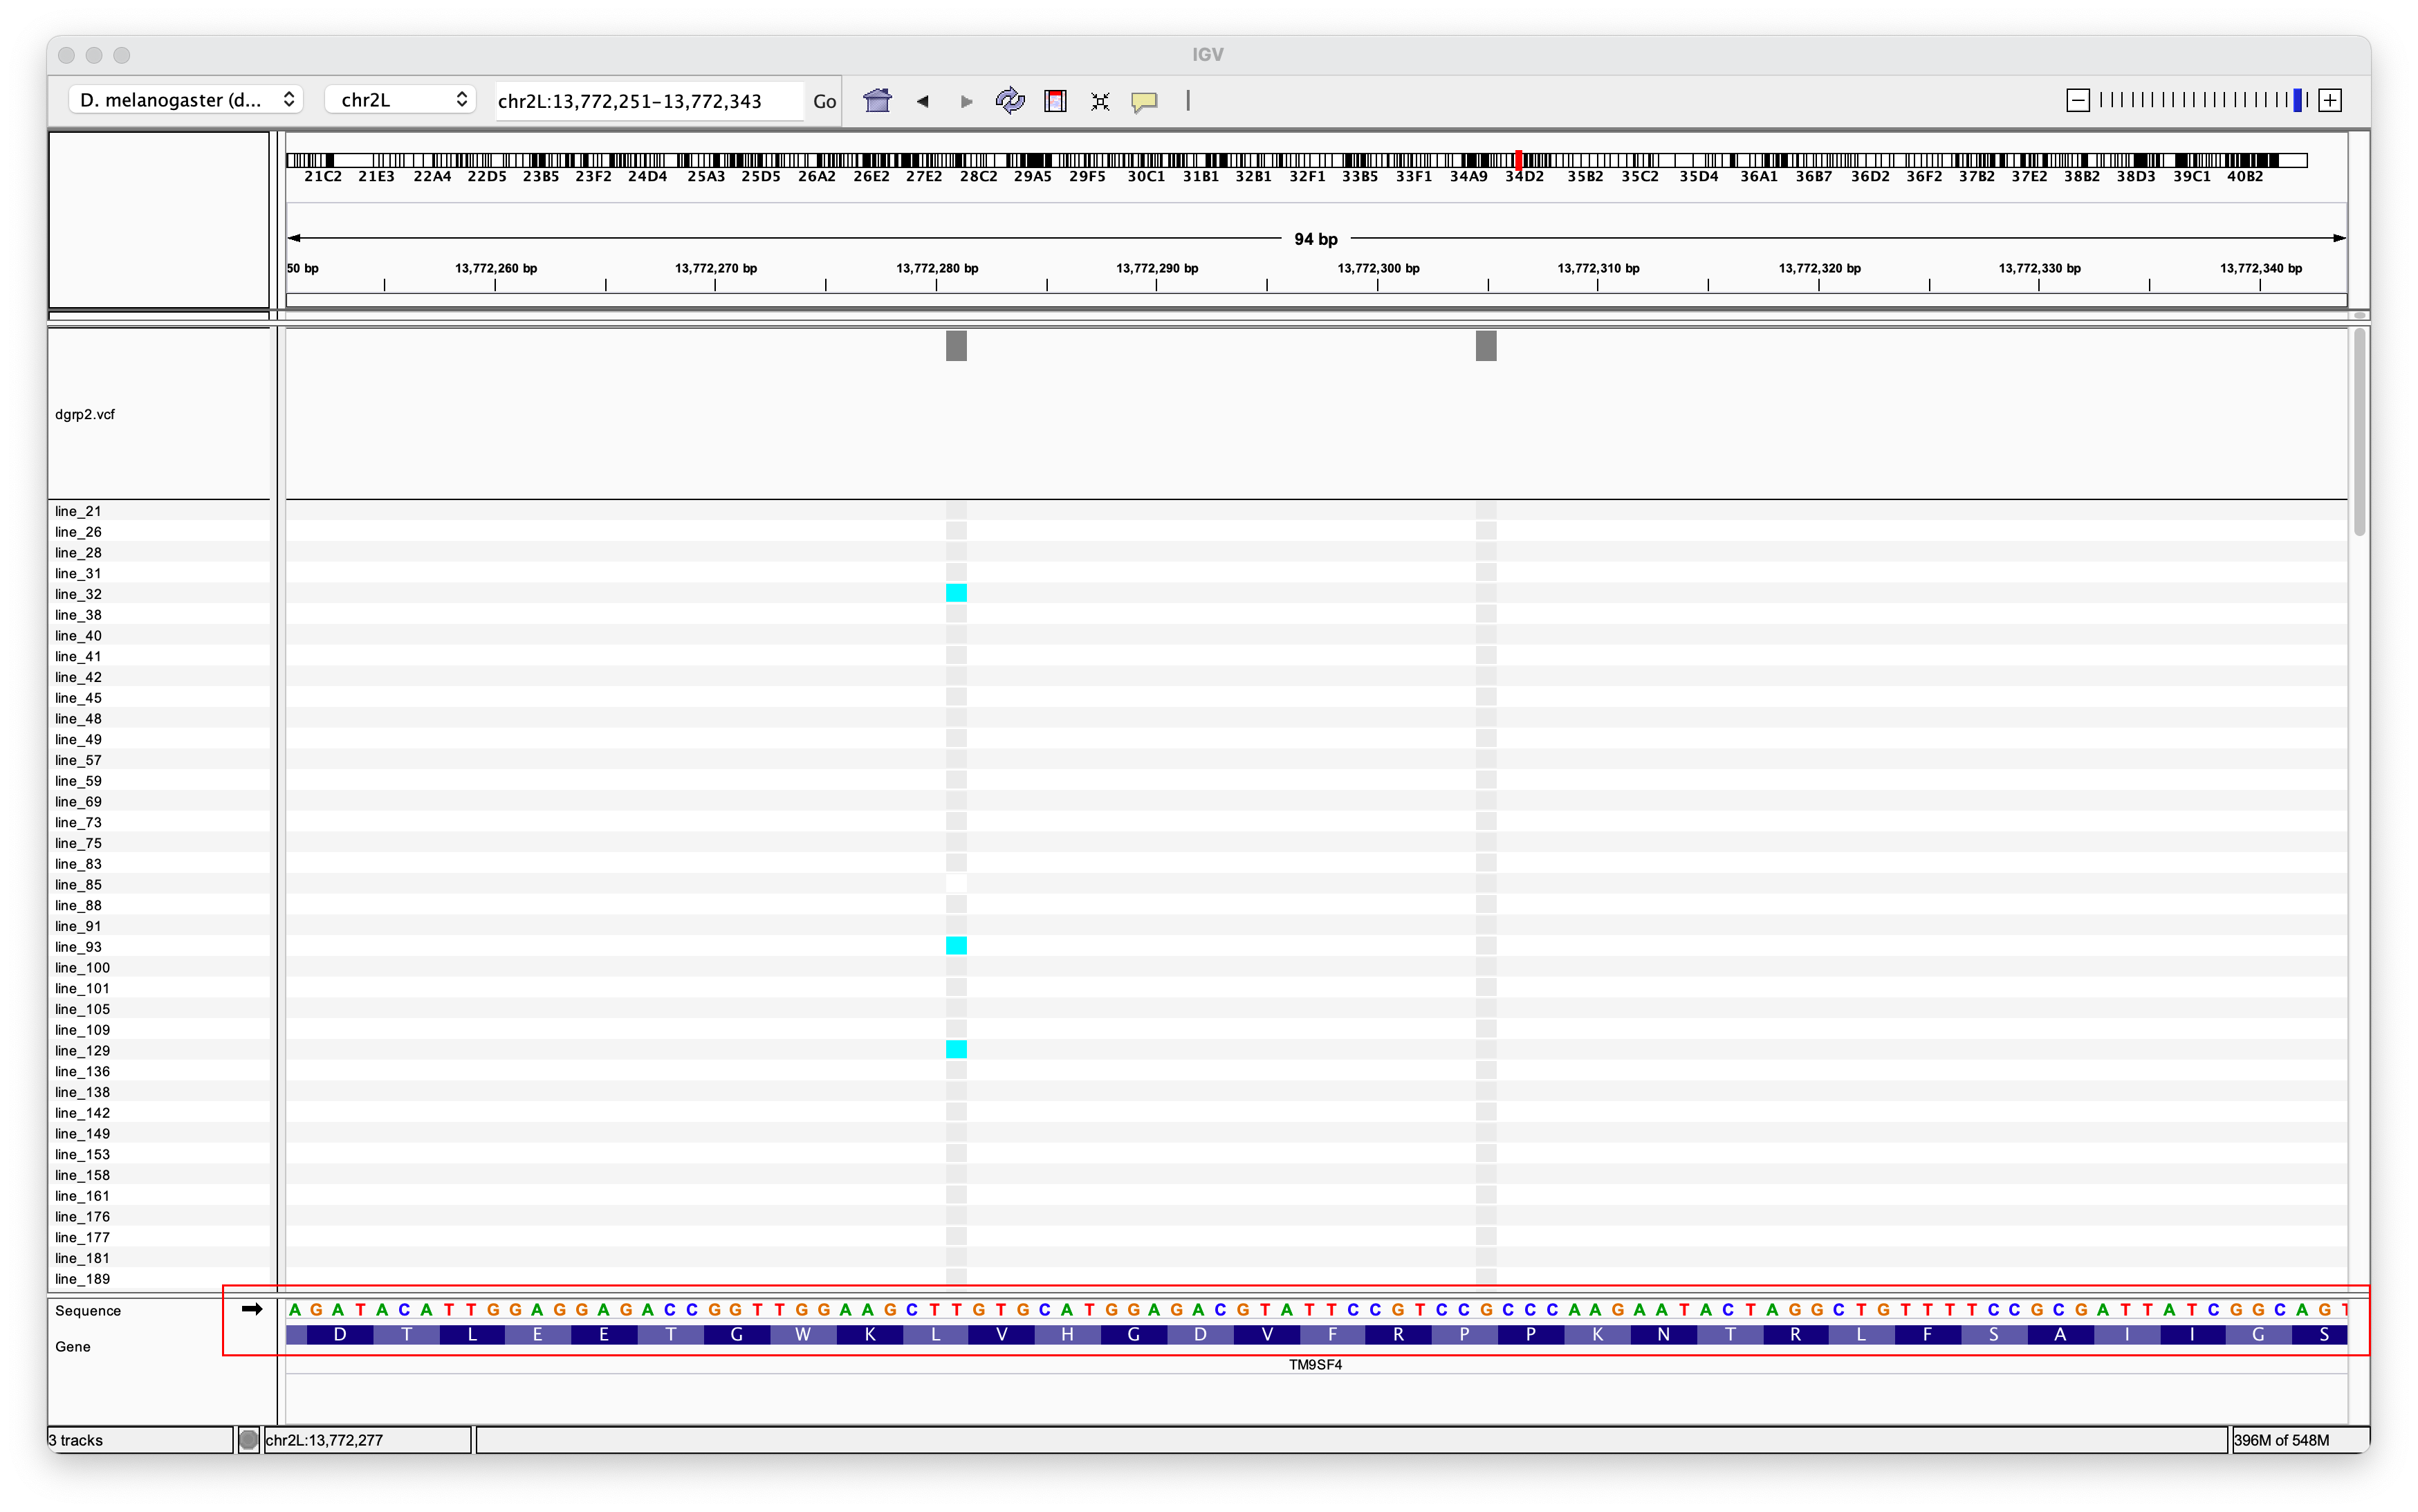 IGV
D. melanogaster (d... chr2L chr2L:13,772,251-13,772,343 Go
21C2 21E3 22A4 22D5 23B5 23F2 24D4 25A3 25D5 26A2 26E2 27E2 28C2 29A5 29F5 30C1 31B1 32B1 32F1 33B5 33F1 34A9 34D2 35B2 35C2 35D4 36A1 36B7 36D2 36F2 37B2 37E2 38B2 38D3 39C1 40B2
94 bp
50 bp 13,772,260 bp 13,772,270 bp 13,772,280 bp 13,772,290 bp 13,772,300 bp 13,772,310 bp 13,772,320 bp 13,772,330 bp 13,772,340 bp
dgrp2.vcf
line_21
line_26
line_28
line_31
line_32
line_38
line_40
line_41
line_42
line_45
line_48
line_49
line_57
line_59
line_69
line_73
line_75
line_83
line_85
line_88
line_91
line_93
line_100
line_101
line_105
line_109
line_129
line_136
line_138
line_142
line_149
line_153
line_158
line_161
line_176
line_177
line_181
line_189
Sequence A G A T A C A T T G G A G G A G A C C G G T T G G A A G C T T G T G C A T G G A G A C G T A T T C C G T C C G C C C A A G A A T A C T A G G C T G T T T T C C G C G A T T A T C G G C A G T
Gene D T L E E T G W K L V H G D V F R P P K N T R L F S A I I G S
TM9SF4
3 tracks chr2L:13,772,277 396M of 548M